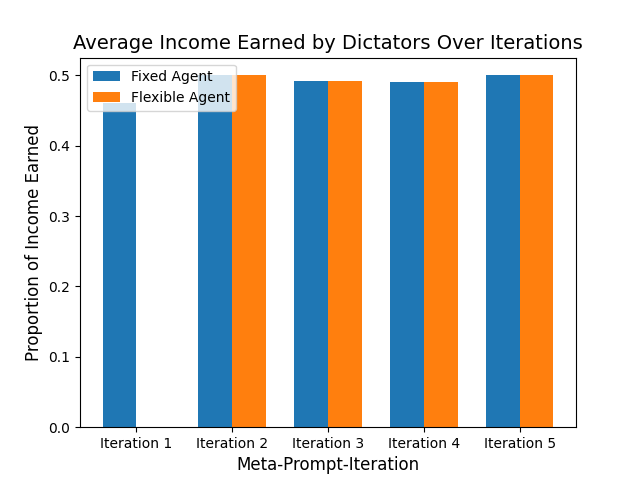 Average Income Earned by Dictators Over Iterations
Fixed Agent
Flexible Agent
Proportion of Income Earned
0.5
0.4
0.3
0.2
0.1
0.0
Iteration 1 Iteration 2 Iteration 3 Iteration 4 Iteration 5
Meta-Prompt-Iteration